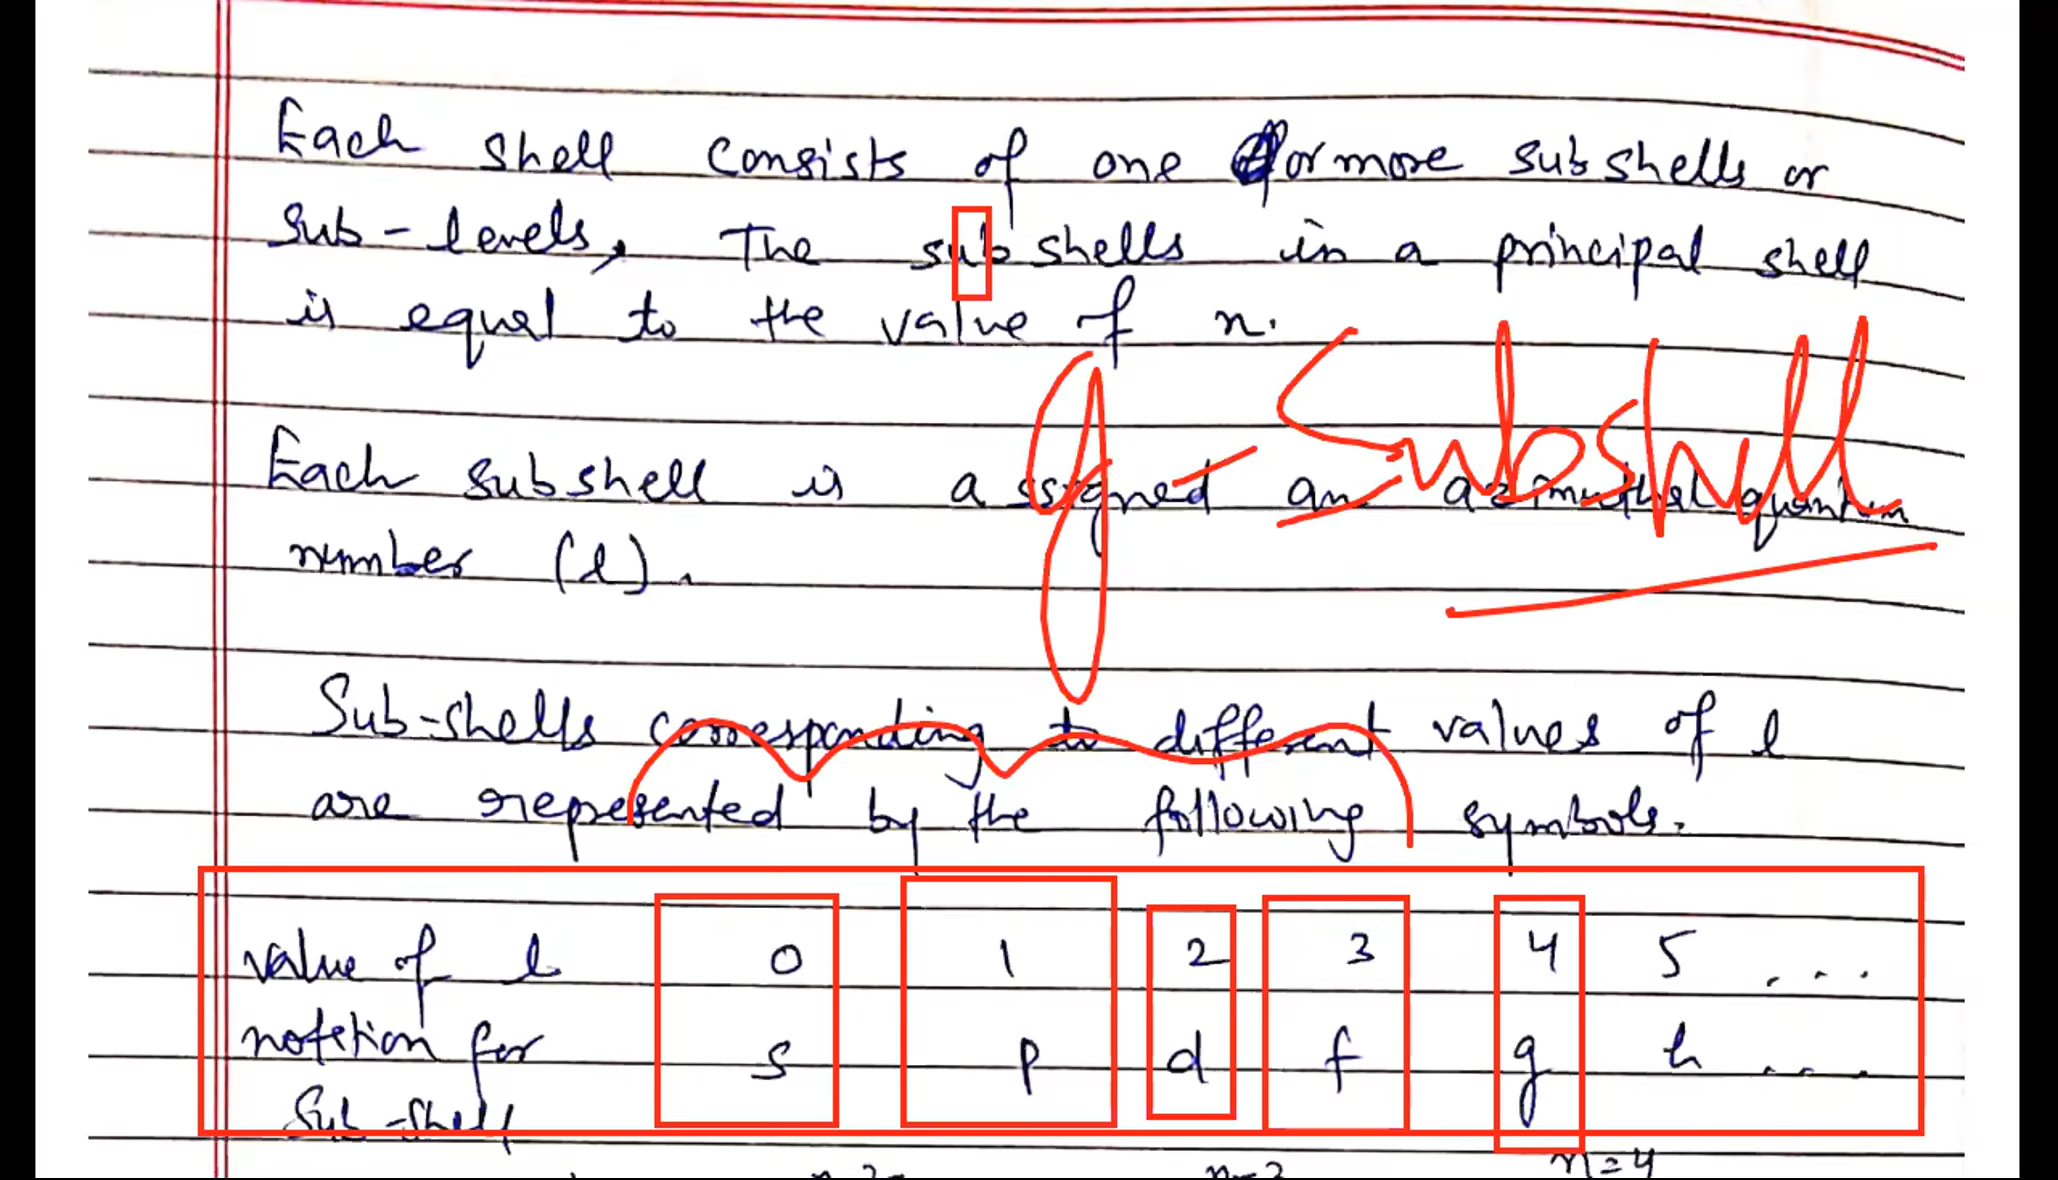 Each shell consists of one or more subshells or
sub-levels, The subshells in a principal shell
is equal to the value of n.
g - Subshell
Each subshell is assigned an azimuthal quantum
number (l).
Sub-shells corresponding to different values of l
are represented by the following symbols.
value of l 0 1 2 3 4 5 ...
notetion for s p d f g h ...
Sub-shell
n=4